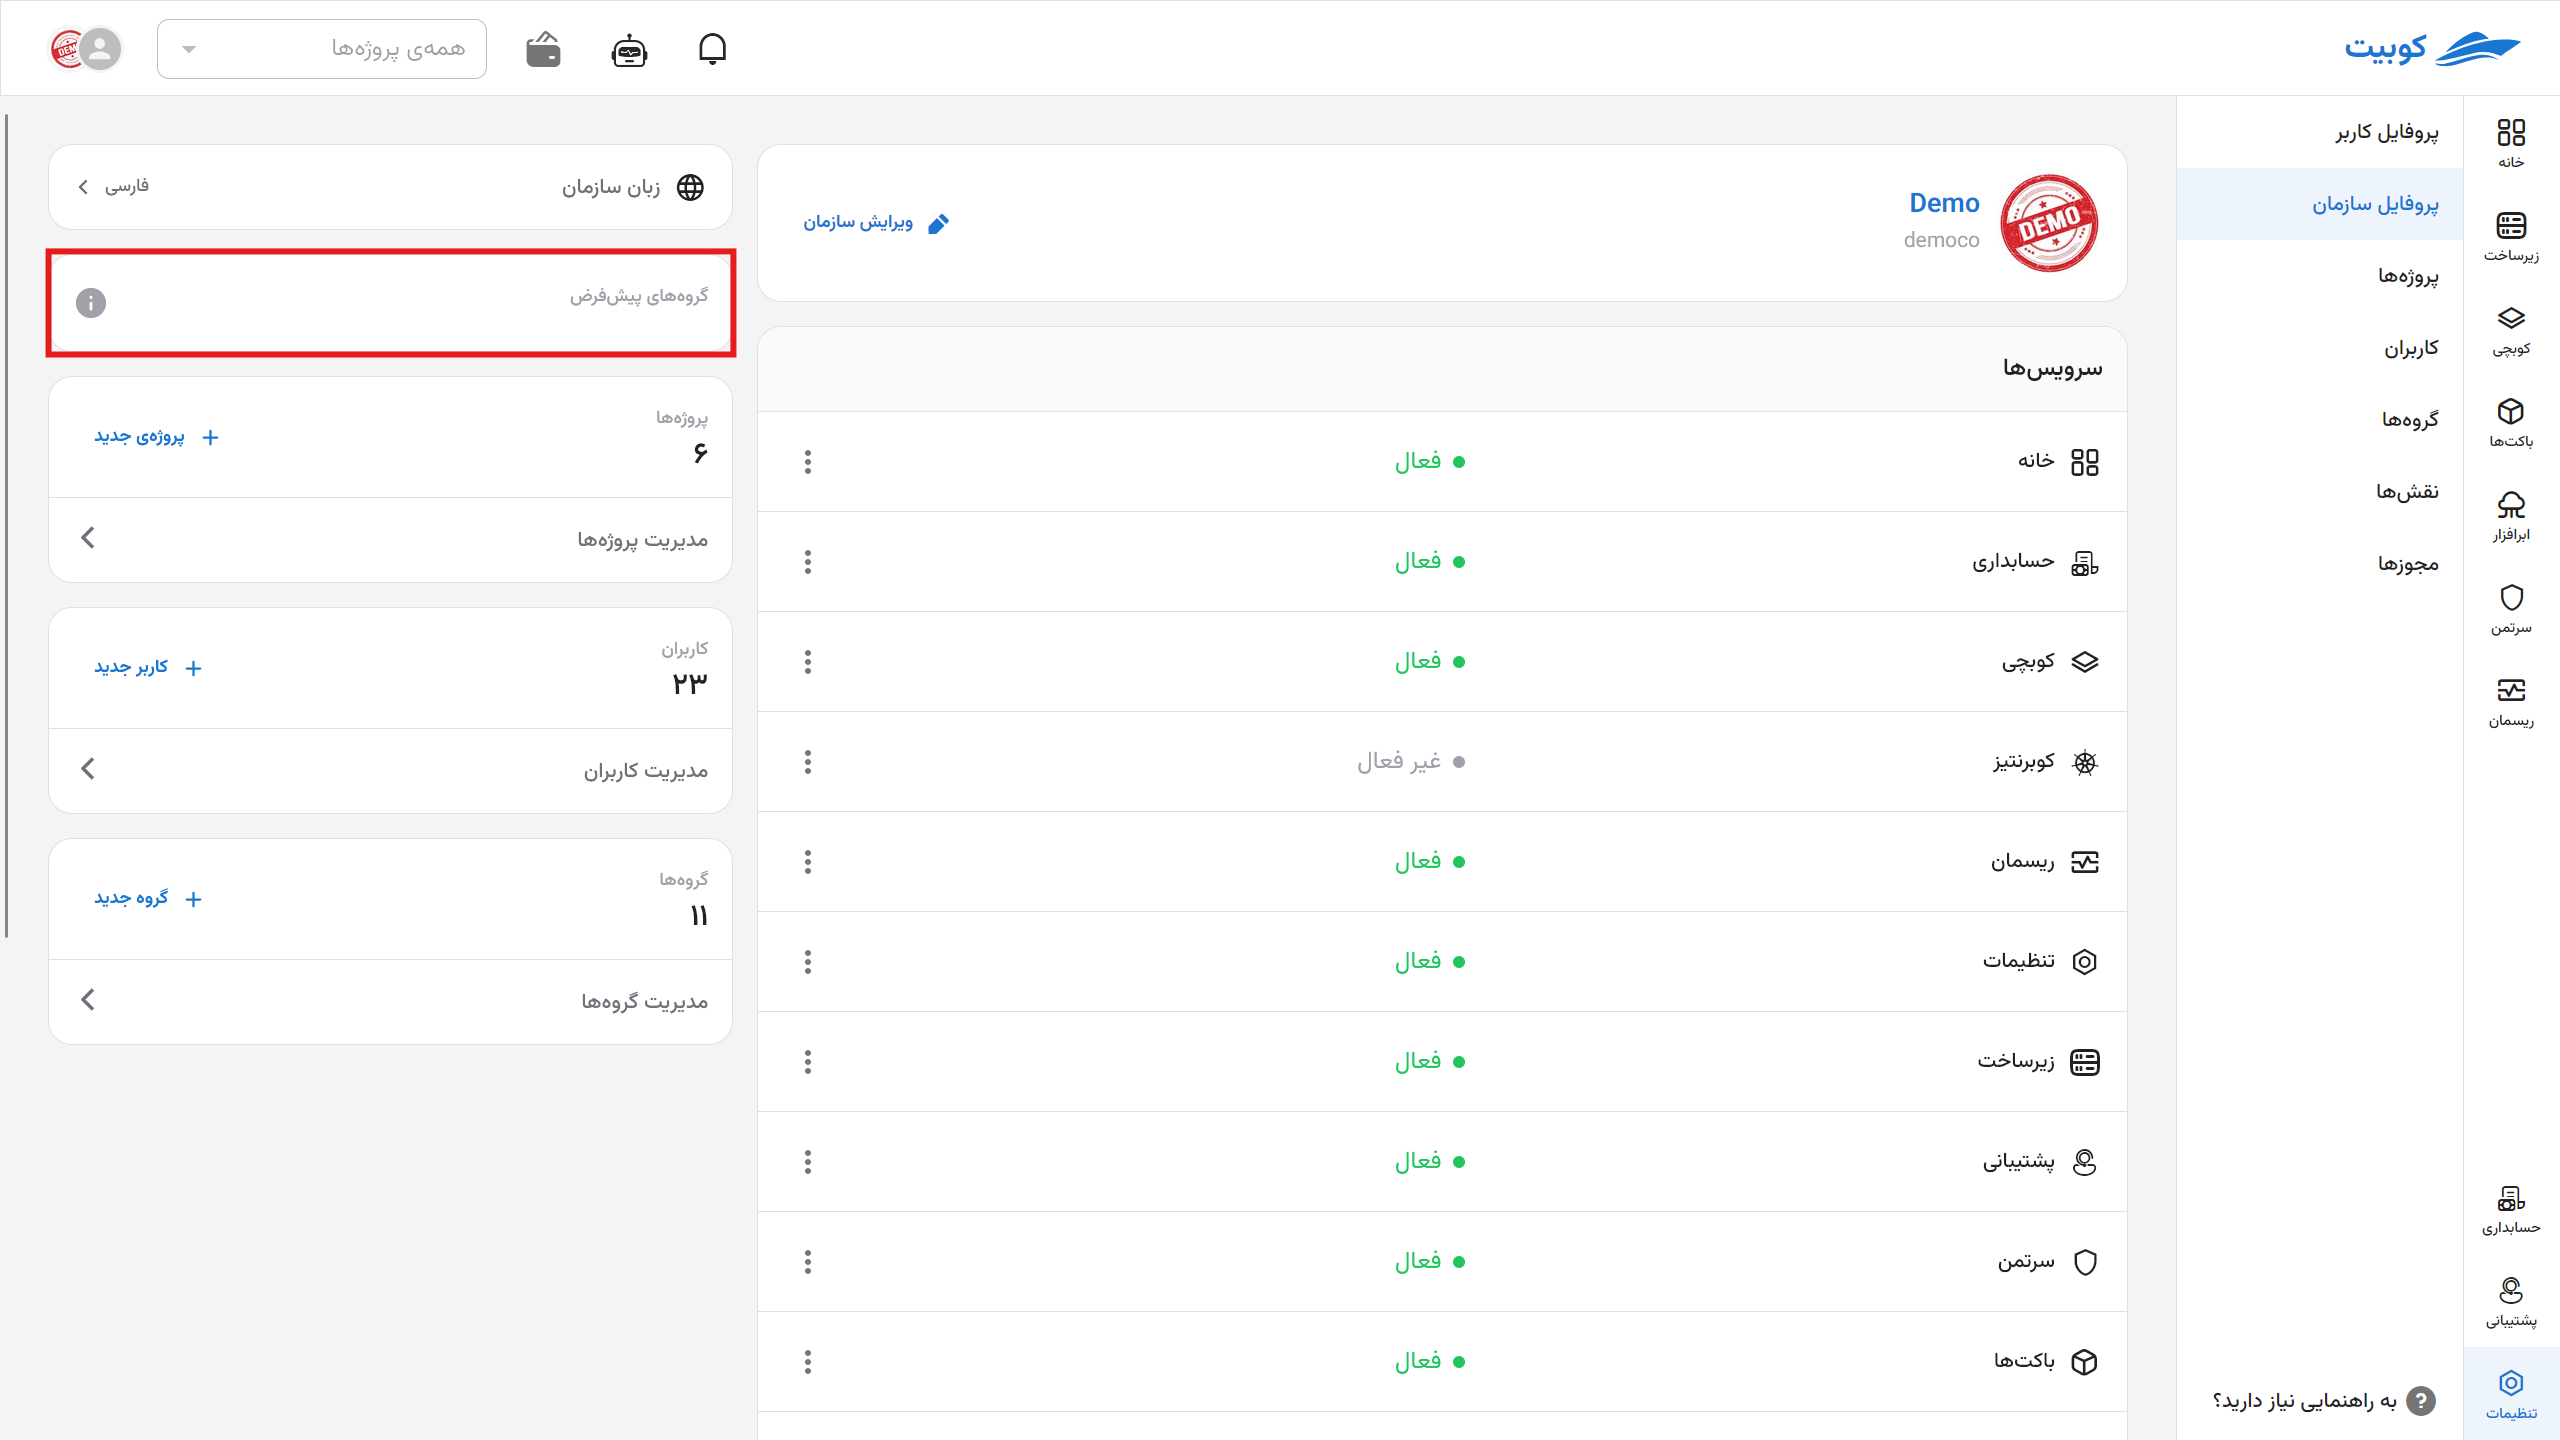 کوبیت
همه‌ی پروژه‌ها
DEMO
خانه
زیرساخت
کوبچی
باکت‌ها
ابرافزار
سرتمن
ریسمان
حسابداری
پشتیبانی
تنظیمات
پروفایل کاربر
پروفایل سازمان
پروژه‌ها
کاربران
گروه‌ها
نقش‌ها
مجوزها
به راهنمایی نیاز دارید؟
DEMO
Demo
democo
ویرایش سازمان
سرویس‌ها
خانه فعال
حسابداری فعال
کوبچی فعال
کوبرنتیز غیر فعال
ریسمان فعال
تنظیمات فعال
زیرساخت فعال
پشتیبانی فعال
سرتمن فعال
باکت‌ها فعال
زبان سازمان فارسی
گروه‌های پیش‌فرض
پروژه‌ها
۶
+ پروژه‌ی جدید
مدیریت پروژه‌ها
کاربران
۲۳
+ کاربر جدید
مدیریت کاربران
گروه‌ها
۱۱
+ گروه جدید
مدیریت گروه‌ها